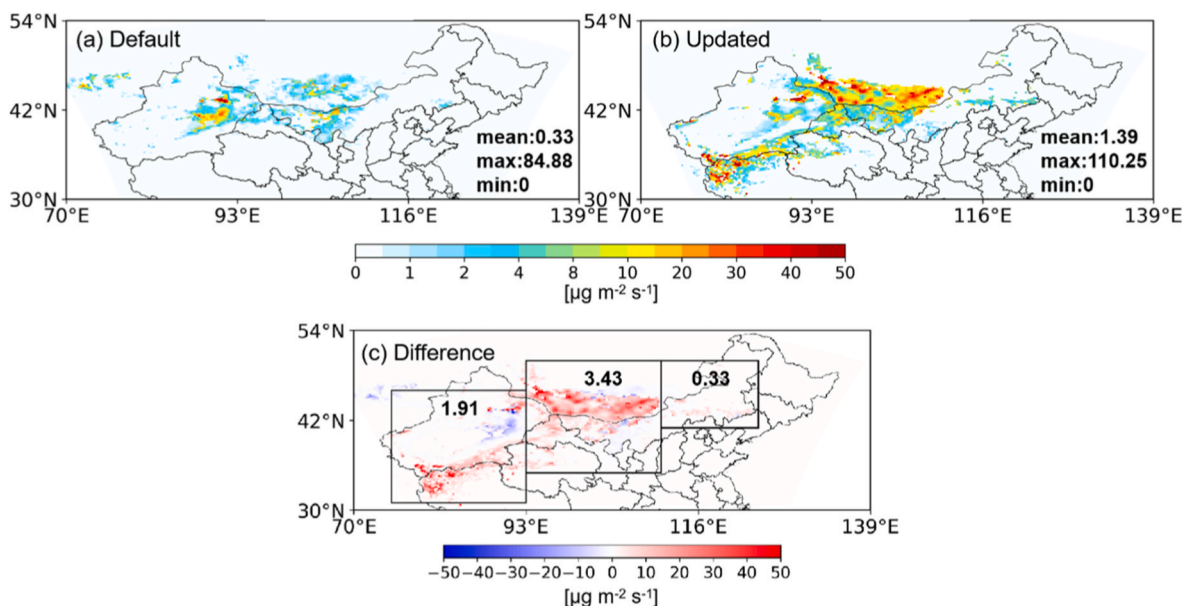 54°N
(a) Default
(b) Updated
42°N
42°N
mean:0.33
max:84.88
min:0
mean:1.39
max:110.25
min:0
30°N
30°N
70°E 93°E 116°E 139°E
70°E 93°E 116°E 139°E
0 1 2 4 8 10 20 30 40 50
[μg m⁻² s⁻¹]
54°N
(c) Difference
3.43
0.33
1.91
42°N
30°N
70°E 93°E 116°E 139°E
−50−40−30−20−10 0 10 20 30 40 50
[μg m⁻² s⁻¹]